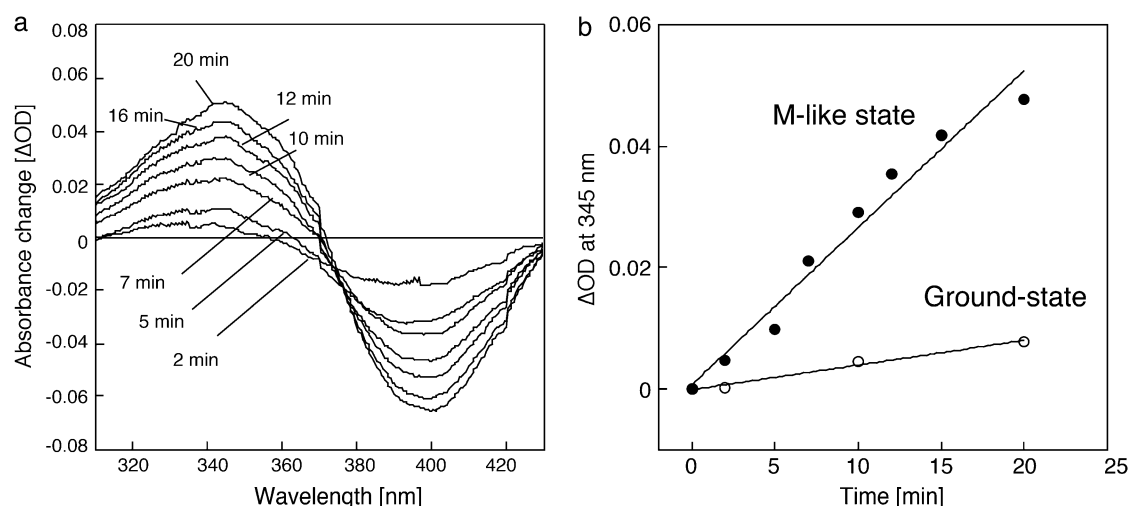 a
0.08
0.06
0.04
0.02
0
-0.02
-0.04
-0.06
-0.08
Absorbance change [ΔOD]
20 min
16 min
12 min
10 min
7 min
5 min
2 min
320 340 360 380 400 420
Wavelength [nm]
b
0.06
0.04
0.02
0
ΔOD at 345 nm
M-like state
Ground-state
0 5 10 15 20 25
Time [min]